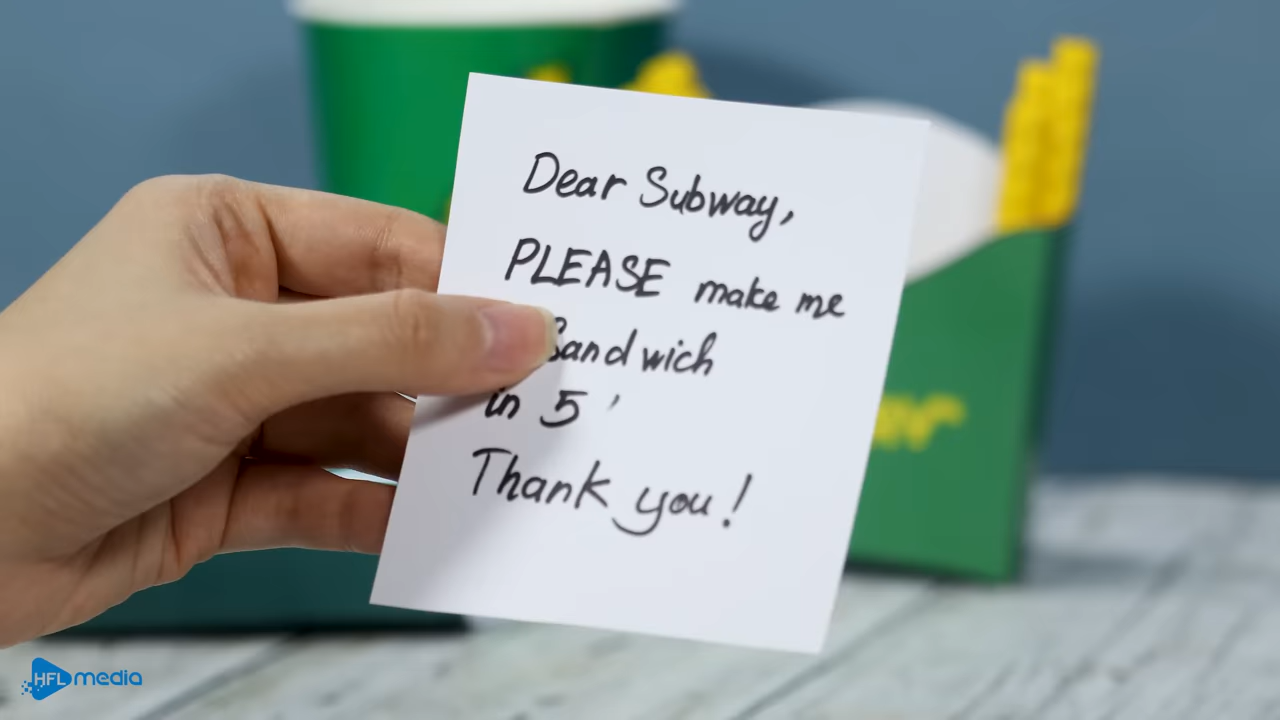 Dear Subway,
PLEASE make me
Sandwich
in 5'
Thank you!
HFL media